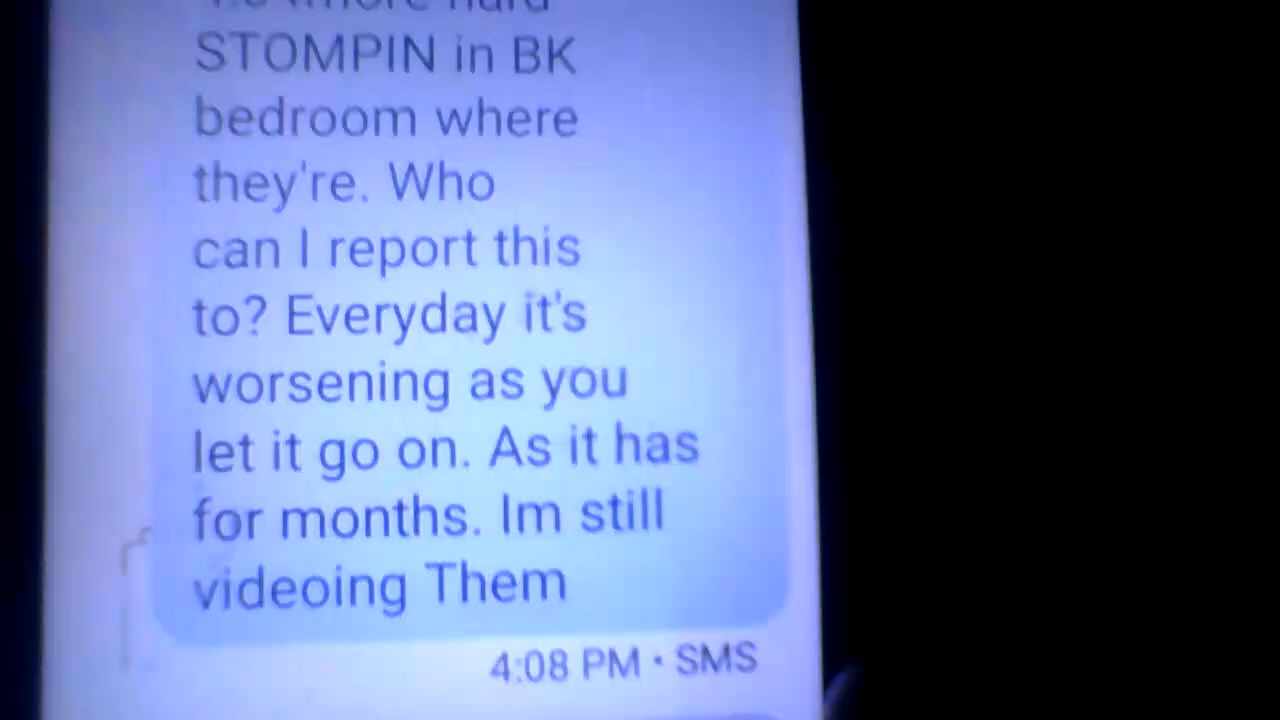 hard
STOMPIN in BK
bedroom where
they're. Who
can I report this
to? Everyday it's
worsening as you
let it go on. As it has
for months. Im still
videoing Them
4:08 PM • SMS